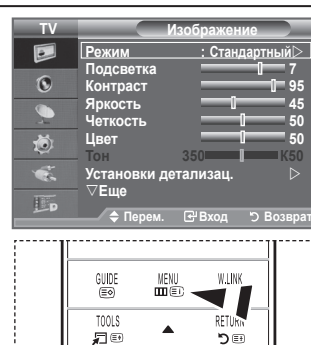 TV Изображение
Режим : Стандартный
Подсветка 7
Контраст 95
Яркость 45
Четкость 50
Цвет 50
Тон З50 К50
Установки детализац.
▽Еще
Перем. Вход Возврат
GUIDE MENU W.LINK
TOOLS RETURN